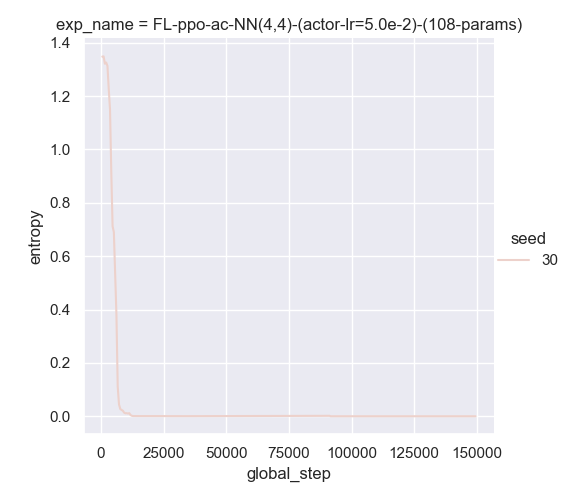 exp_name = FL-ppo-ac-NN(4,4)-(actor-lr=5.0e-2)-(108-params)
1.4
1.2
1.0
0.8
0.6
0.4
0.2
0.0
entropy
0 25000 50000 75000 100000 125000 150000
global_step
seed
30